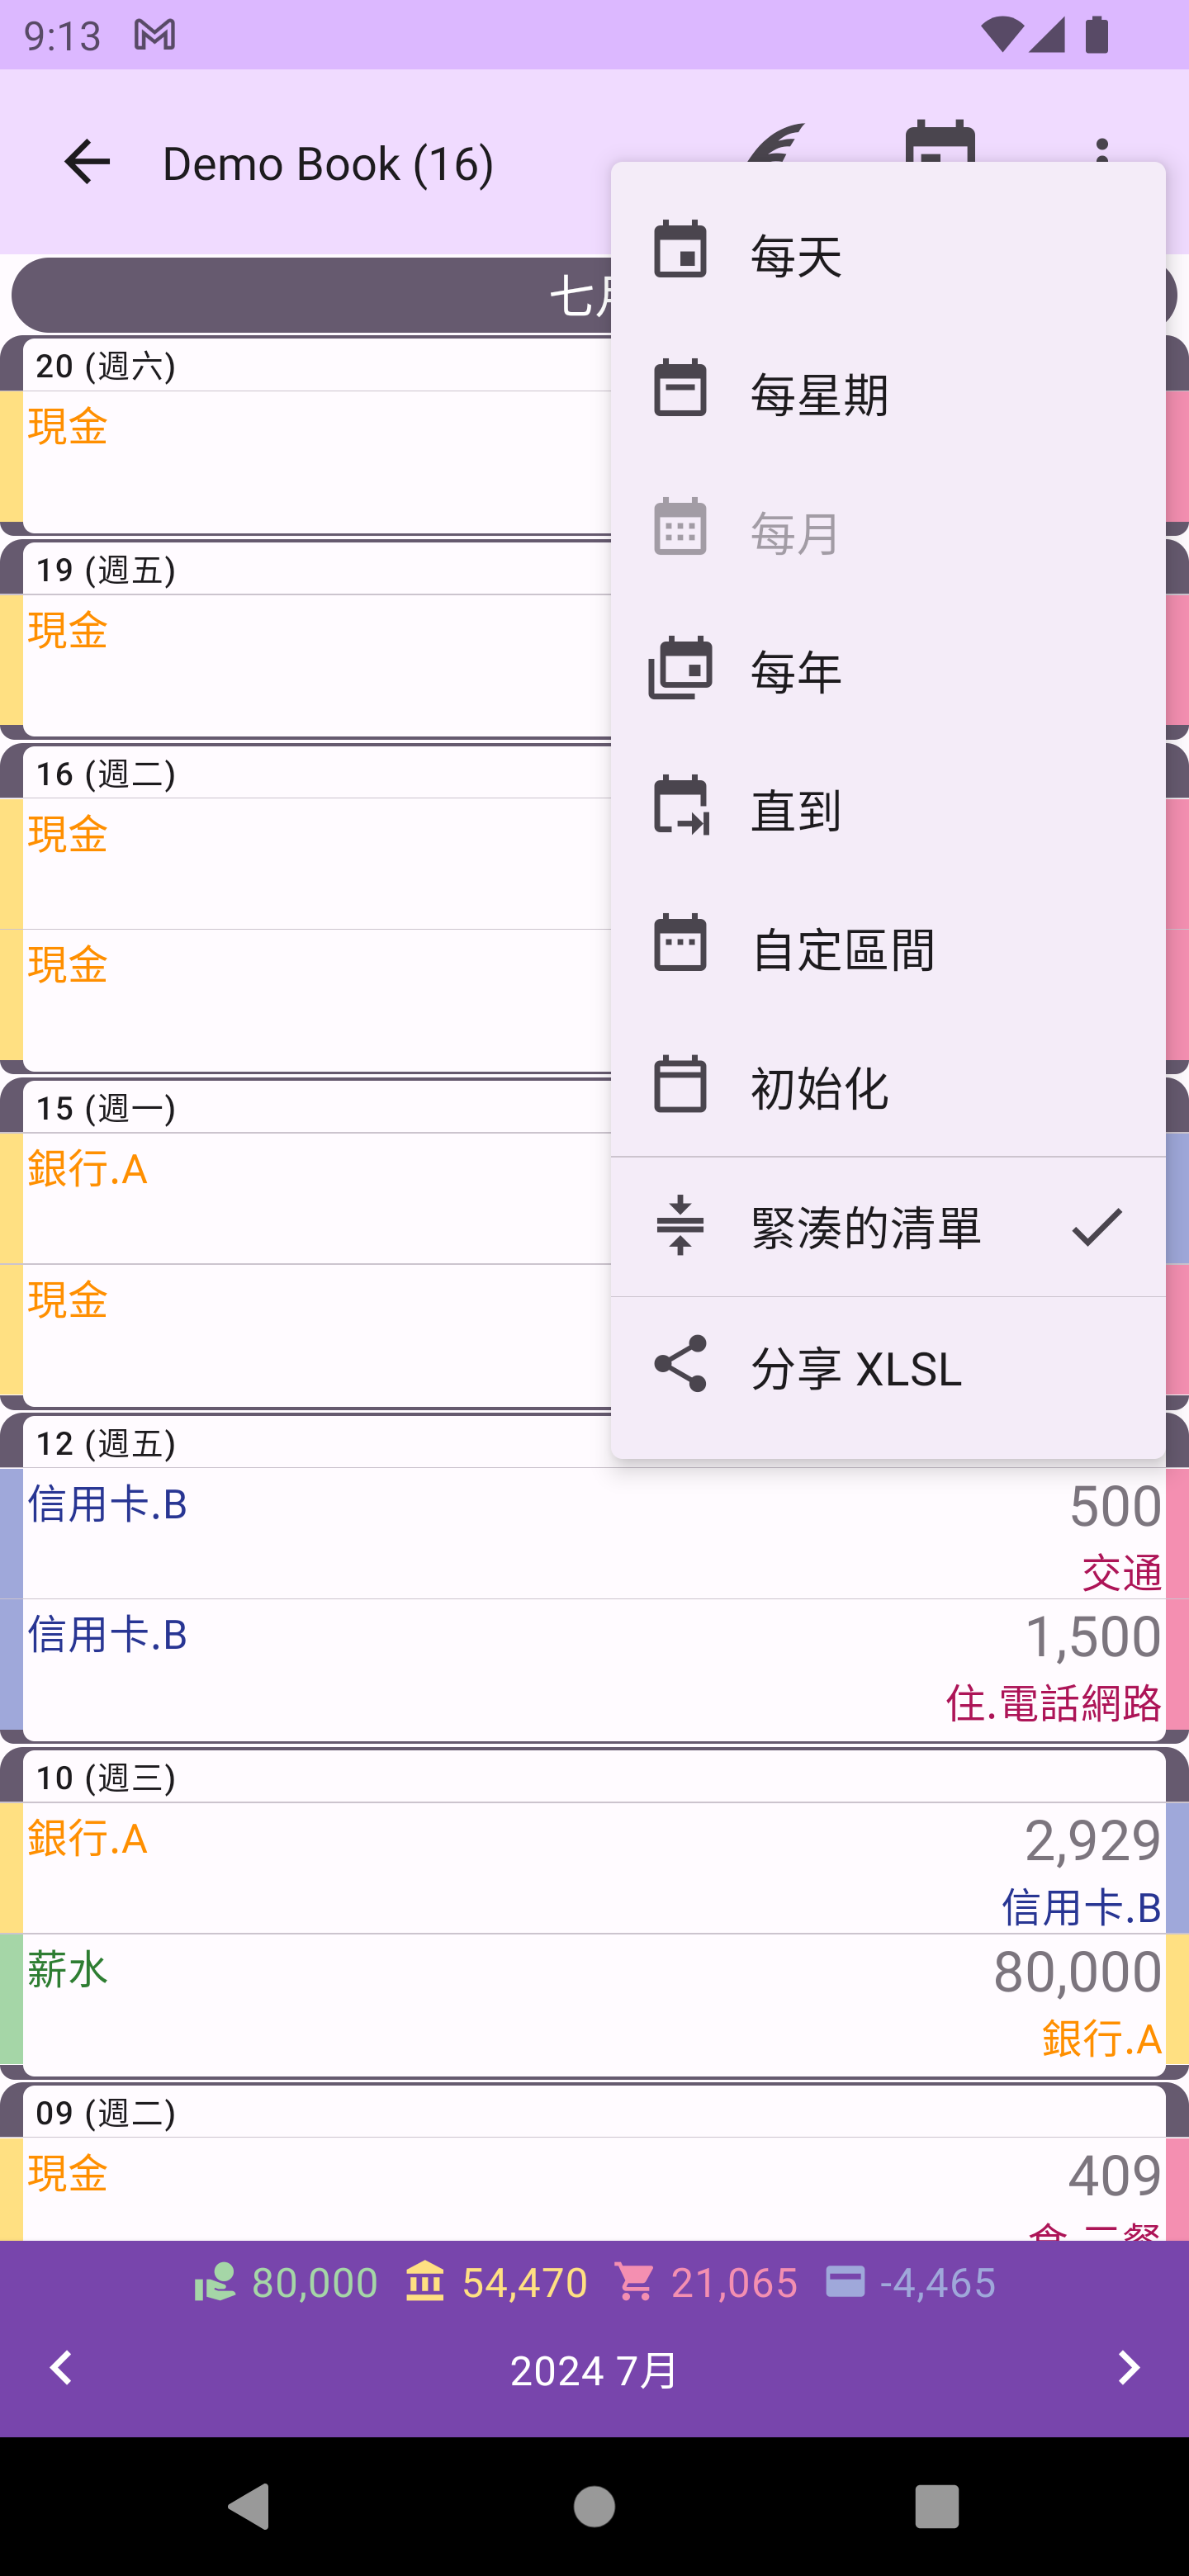 9:13
Demo Book (16)
七月
每天
每星期
每月
每年
直到
自定區間
初始化
緊湊的清單
分享 XLSL
20 (週六)
現金
19 (週五)
現金
16 (週二)
現金
現金
15 (週一)
銀行.A
現金
12 (週五)
信用卡.B
500
交通
信用卡.B
1,500
住.電話網路
10 (週三)
銀行.A
2,929
信用卡.B
薪水
80,000
銀行.A
09 (週二)
現金
409
80,000 54,470 21,065 -4,465
2024 7月